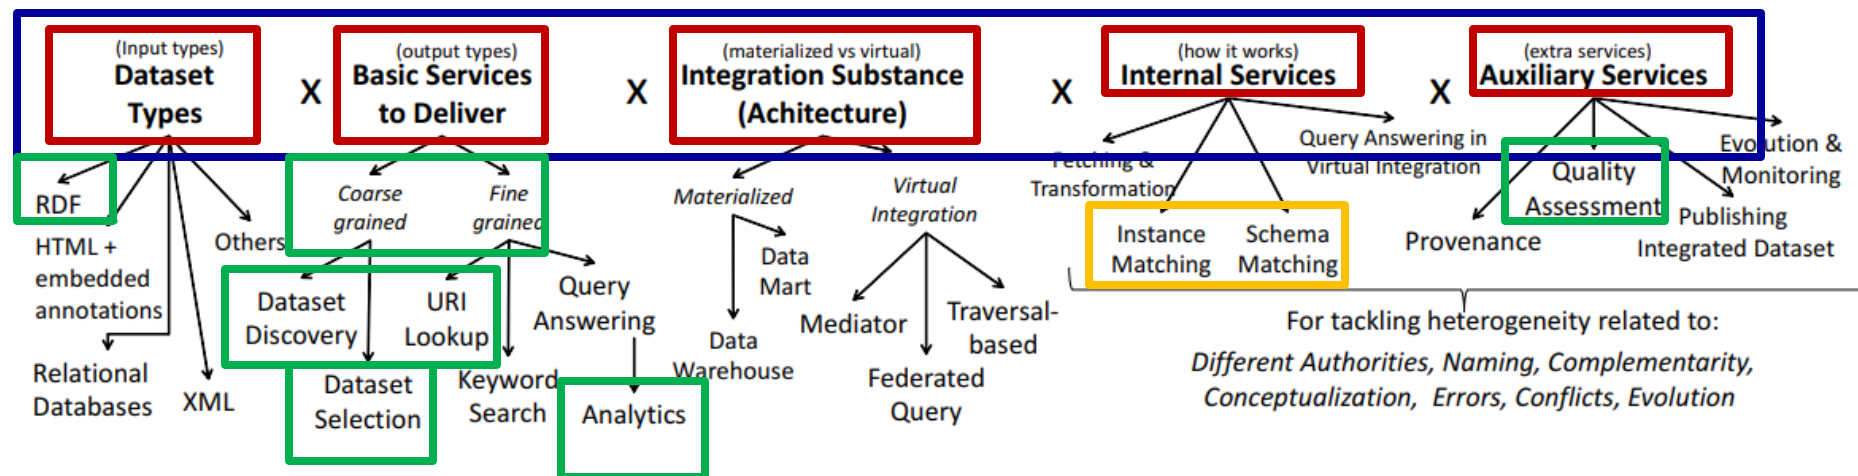 (Input types)
Dataset
Types
X
(output types)
Basic Services
to Deliver
X
(materialized vs virtual)
Integration Substance
(Achitecture)
X
(how it works)
Internal Services
X
(extra services)
Auxiliary Services
RDF
HTML +
embedded
annotations
Relational
Databases
XML
Others
Coarse
grained
Fine
grained
Dataset
Discovery
Dataset
Selection
URI
Lookup
Keyword
Search
Query
Answering
Analytics
Materialized
Data
Mart
Data
Warehouse
Virtual
Integration
Mediator
Federated
Query
Traversal-
based
Fetching &
Transformation
Instance
Matching
Schema
Matching
Query Answering in
Virtual Integration
Provenance
Quality
Assessment
Publishing
Integrated Dataset
Evolution &
Monitoring
For tackling heterogeneity related to:
Different Authorities, Naming, Complementarity,
Conceptualization, Errors, Conflicts, Evolution